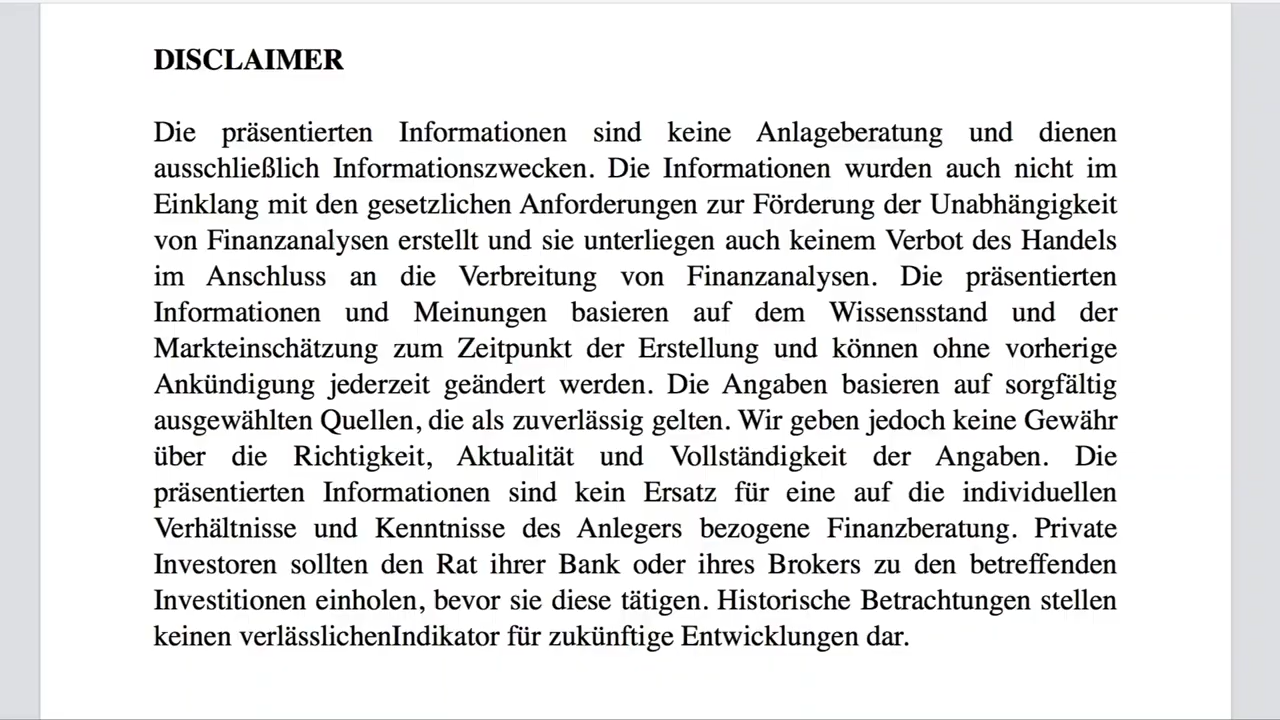 DISCLAIMER
Die präsentierten Informationen sind keine Anlageberatung und dienen
ausschließlich Informationszwecken. Die Informationen wurden auch nicht im
Einklang mit den gesetzlichen Anforderungen zur Förderung der Unabhängigkeit
von Finanzanalysen erstellt und sie unterliegen auch keinem Verbot des Handels
im Anschluss an die Verbreitung von Finanzanalysen. Die präsentierten
Informationen und Meinungen basieren auf dem Wissensstand und der
Markteinschätzung zum Zeitpunkt der Erstellung und können ohne vorherige
Ankündigung jederzeit geändert werden. Die Angaben basieren auf sorgfältig
ausgewählten Quellen, die als zuverlässig gelten. Wir geben jedoch keine Gewähr
über die Richtigkeit, Aktualität und Vollständigkeit der Angaben. Die
präsentierten Informationen sind kein Ersatz für eine auf die individuellen
Verhältnisse und Kenntnisse des Anlegers bezogene Finanzberatung. Private
Investoren sollten den Rat ihrer Bank oder ihres Brokers zu den betreffenden
Investitionen einholen, bevor sie diese tätigen. Historische Betrachtungen stellen
keinen verlässlichenIndikator für zukünftige Entwicklungen dar.